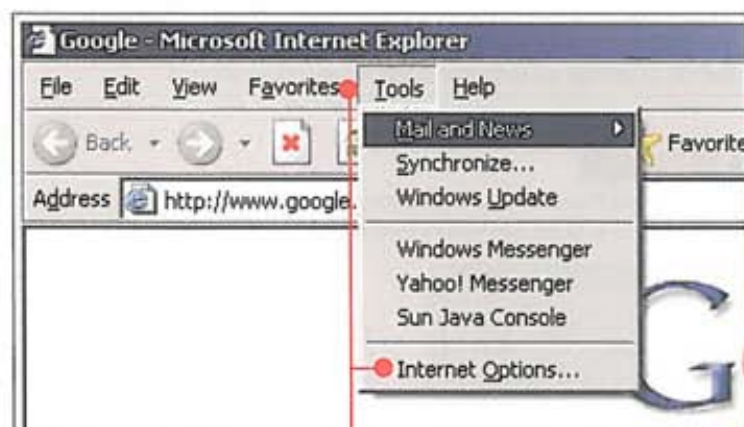 Google - Microsoft Internet Explorer
File Edit View Favorites Tools Help
Back Favorite
Address http://www.google.
Mail and News
Synchronize...
Windows Update
Windows Messenger
Yahoo! Messenger
Sun Java Console
Internet Options...
G